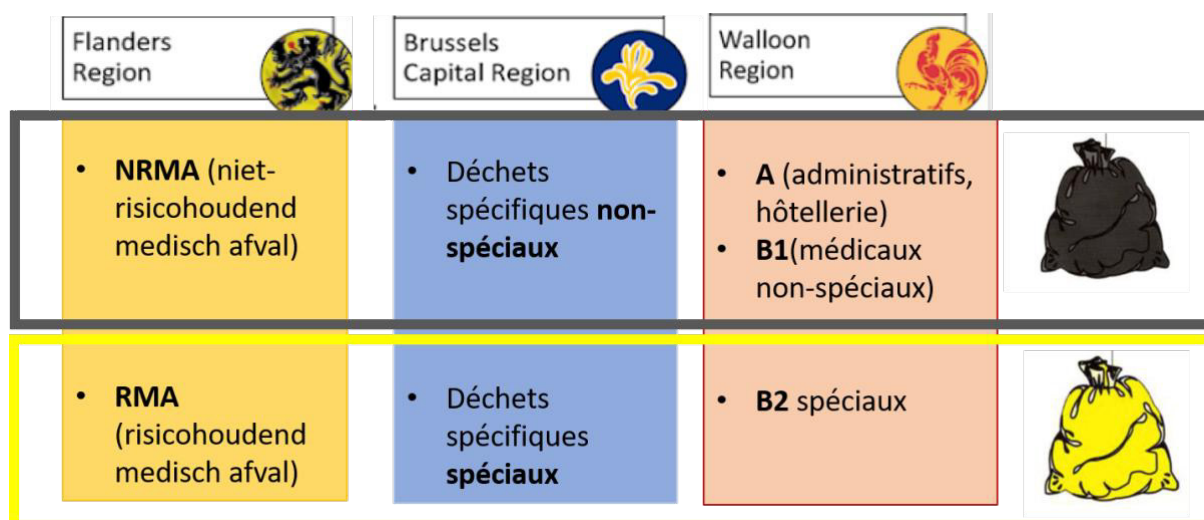 Flanders
Region
Brussels
Capital Region
Walloon
Region
• NRMA (niet-
risicohoudend
medisch afval)
• Déchets
spécifiques non-
spéciaux
• A (administratifs,
hôtellerie)
• B1(médicaux
non-spéciaux)
• RMA
(risicohoudend
medisch afval)
• Déchets
spécifiques
spéciaux
• B2 spéciaux